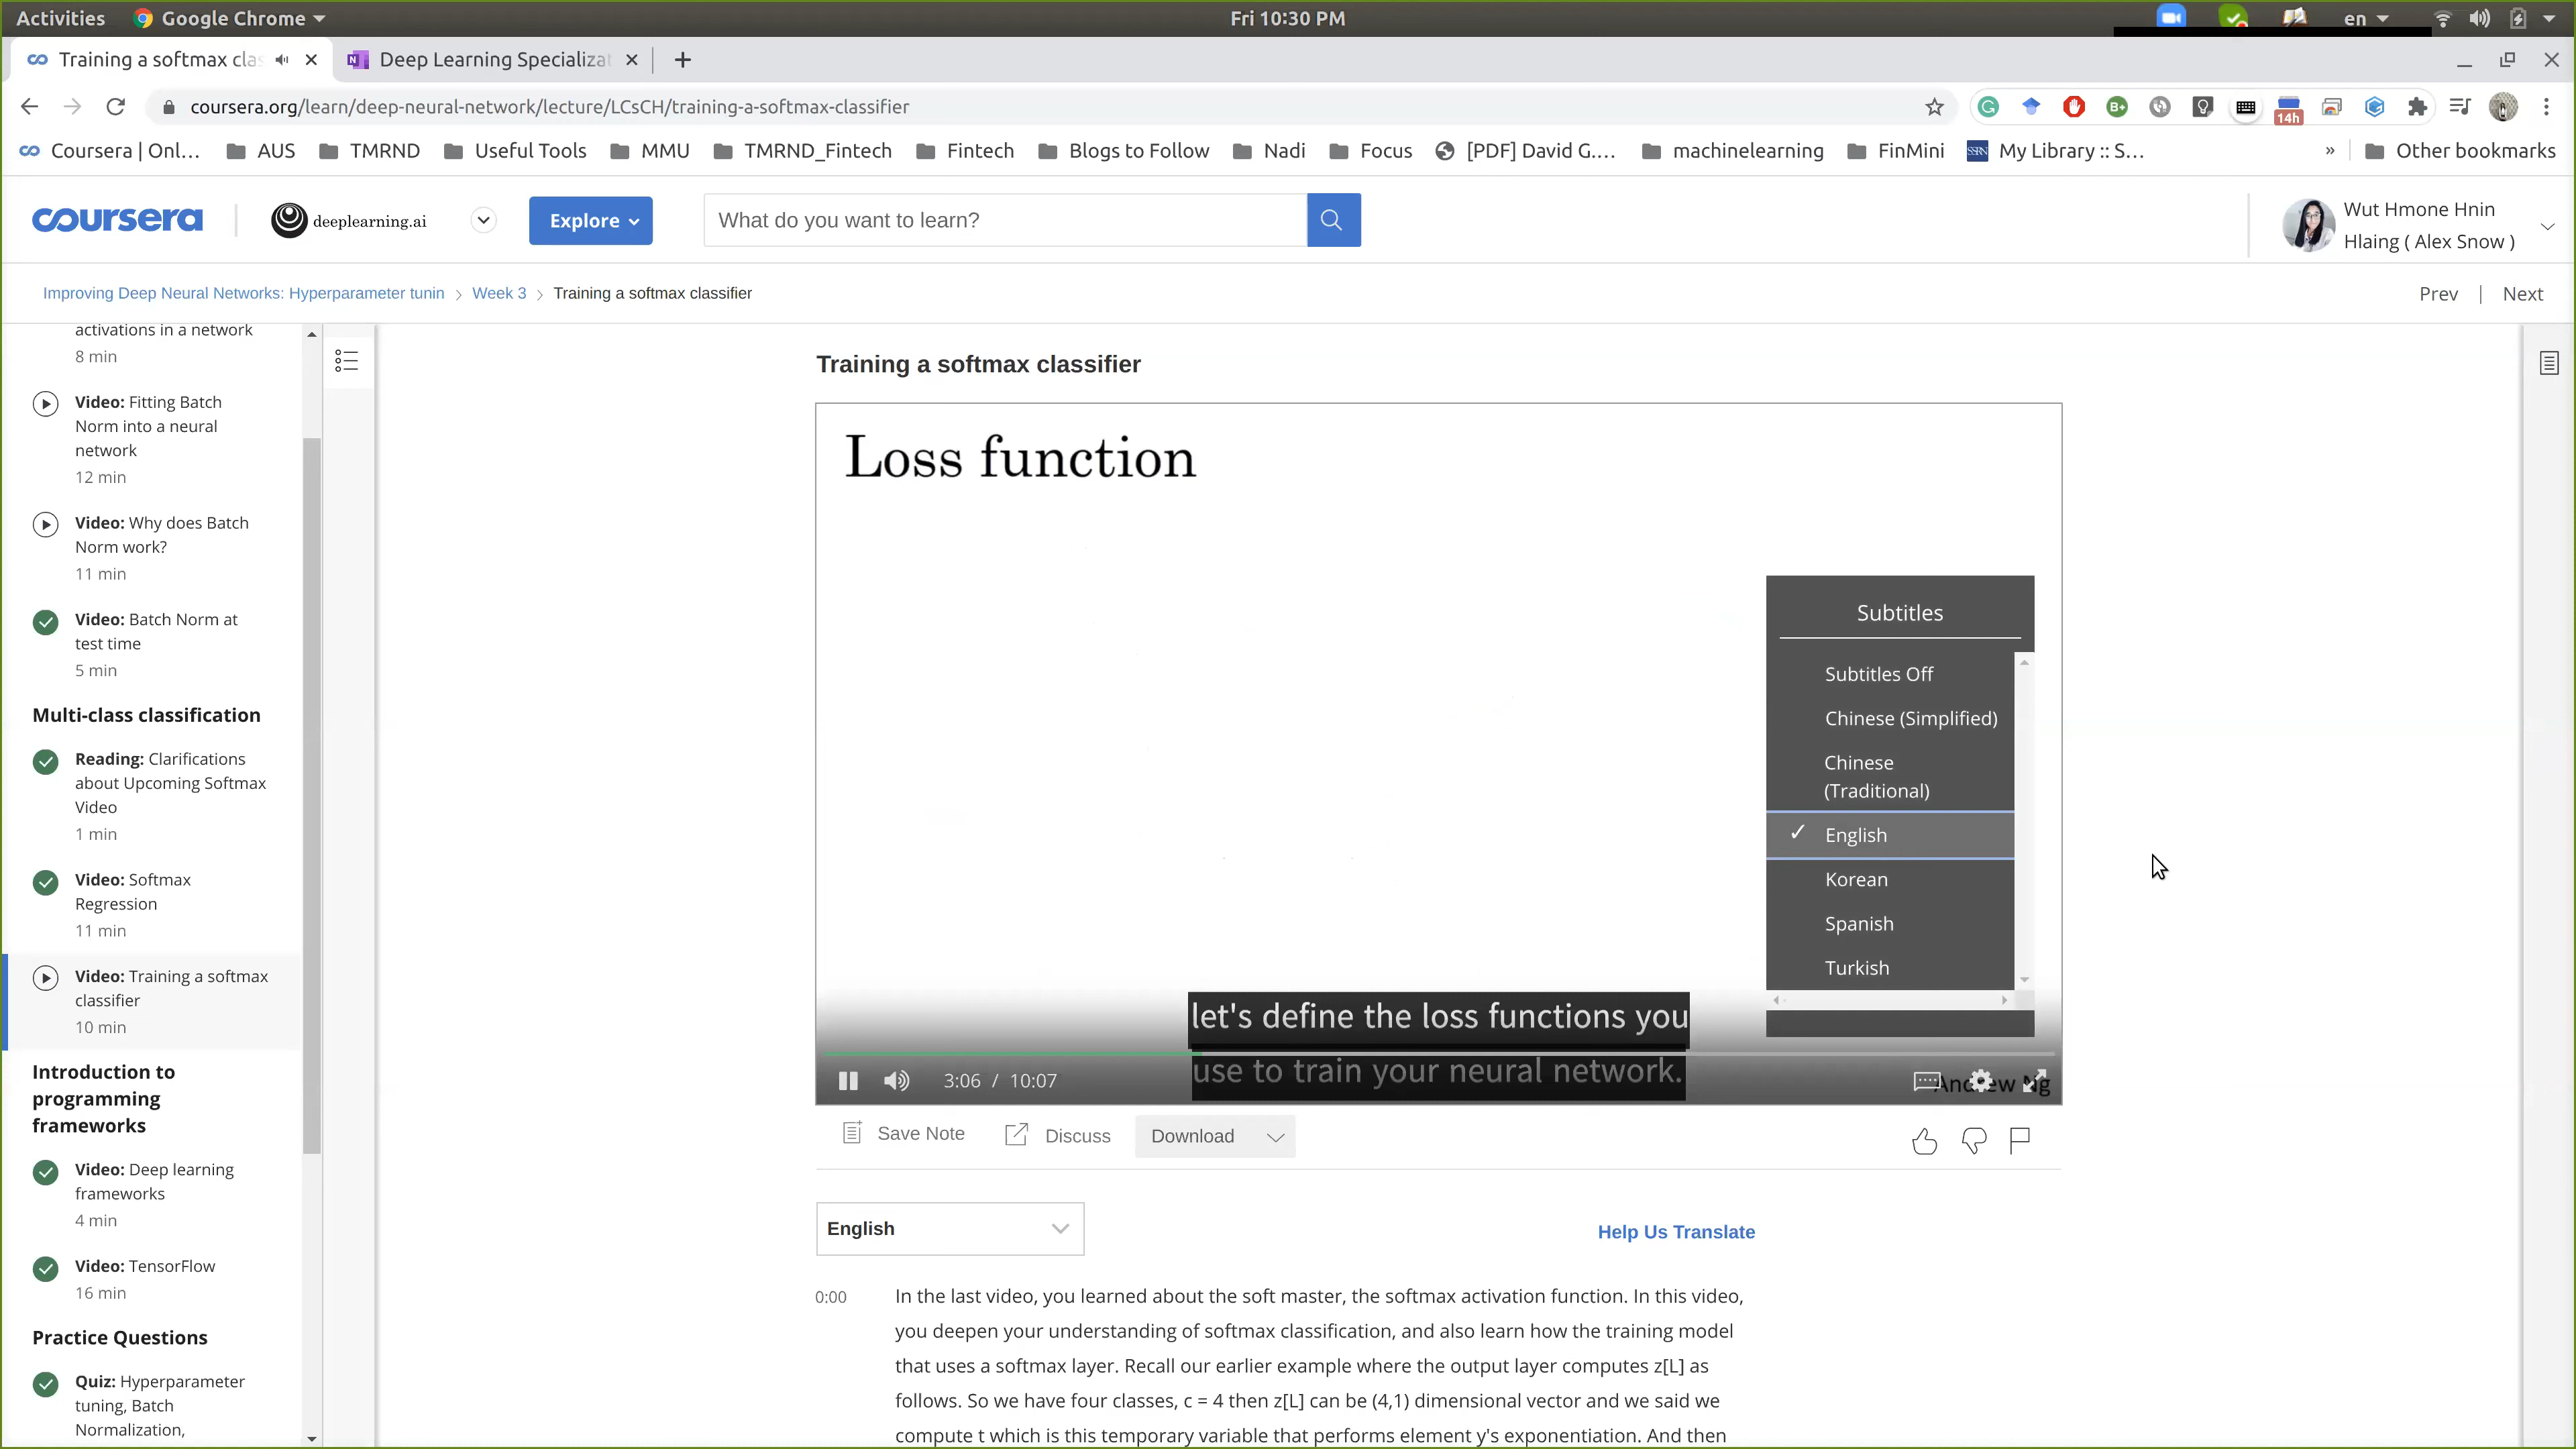 Activities Google Chrome Fri 10:30 PM en
Training a softmax cla Deep Learning Specializat
coursera.org/learn/deep-neural-network/lecture/LCsCH/training-a-softmax-classifier 14h
Coursera | Onl... AUS TMRND Useful Tools MMU TMRND_Fintech Fintech Blogs to Follow Nadi Focus [PDF] David G.... machinelearning FinMini SSRN My Library :: S... » Other bookmarks
coursera deeplearning.ai Explore What do you want to learn?
Wut Hmone Hnin
Hlaing ( Alex Snow )
Improving Deep Neural Networks: Hyperparameter tunin > Week 3 > Training a softmax classifier Prev | Next
activations in a network
8 min
Video: Fitting Batch
Norm into a neural
network
12 min
Video: Why does Batch
Norm work?
11 min
Video: Batch Norm at
test time
5 min
Multi-class classification
Reading: Clarifications
about Upcoming Softmax
Video
1 min
Video: Softmax
Regression
11 min
Video: Training a softmax
classifier
10 min
Introduction to
programming
frameworks
Video: Deep learning
frameworks
4 min
Video: TensorFlow
16 min
Practice Questions
Quiz: Hyperparameter
tuning, Batch
Normalization,
Training a softmax classifier
Loss function
Subtitles
Subtitles Off
Chinese (Simplified)
Chinese
(Traditional)
✓ English
Korean
Spanish
Turkish
let's define the loss functions you
use to train your neural network.
3:06 / 10:07
Andrew Ng
Save Note Discuss Download
English Help Us Translate
0:00 In the last video, you learned about the soft master, the softmax activation function. In this video,
you deepen your understanding of softmax classification, and also learn how the training model
that uses a softmax layer. Recall our earlier example where the output layer computes z[L] as
follows. So we have four classes, c = 4 then z[L] can be (4,1) dimensional vector and we said we
compute t which is this temporary variable that performs element y's exponentiation. And then